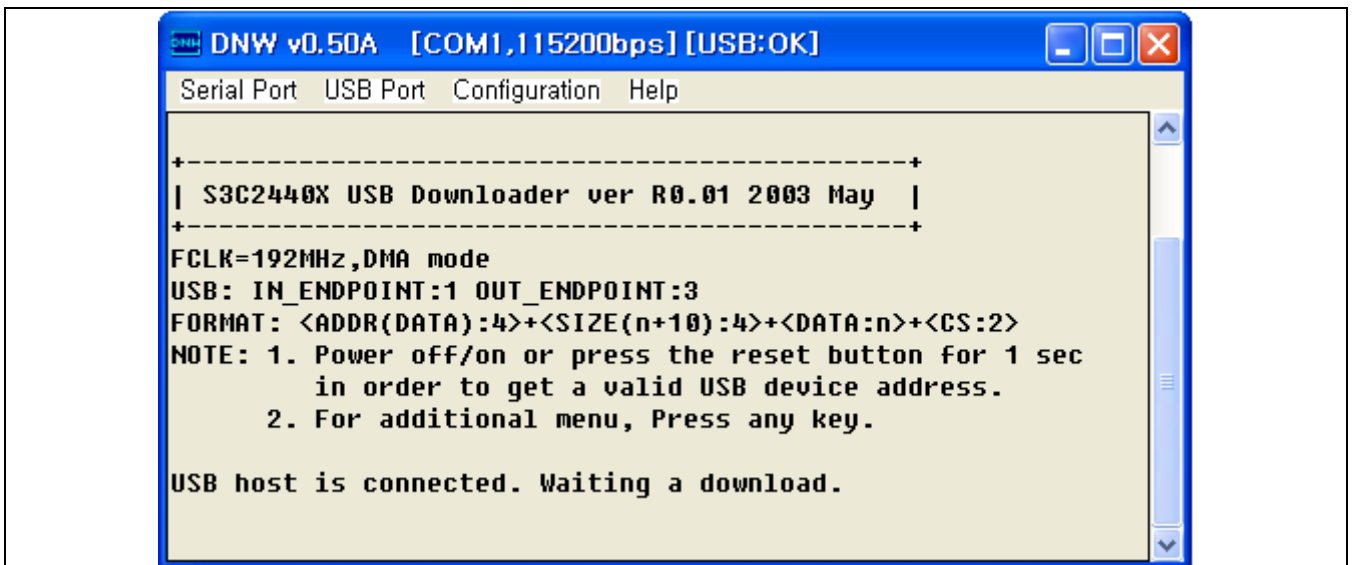 DNW v0.50A [COM1,115200bps][USB:OK]
Serial Port USB Port Configuration Help
+---------------------------------------------+
| S3C2440X USB Downloader ver R0.01 2003 May |
+---------------------------------------------+
FCLK=192MHz,DMA mode
USB: IN_ENDPOINT:1 OUT_ENDPOINT:3
FORMAT: <ADDR(DATA):4>+<SIZE(n+10):4>+<DATA:n>+<CS:2>
NOTE: 1. Power off/on or press the reset button for 1 sec
in order to get a valid USB device address.
2. For additional menu, Press any key.
USB host is connected. Waiting a download.